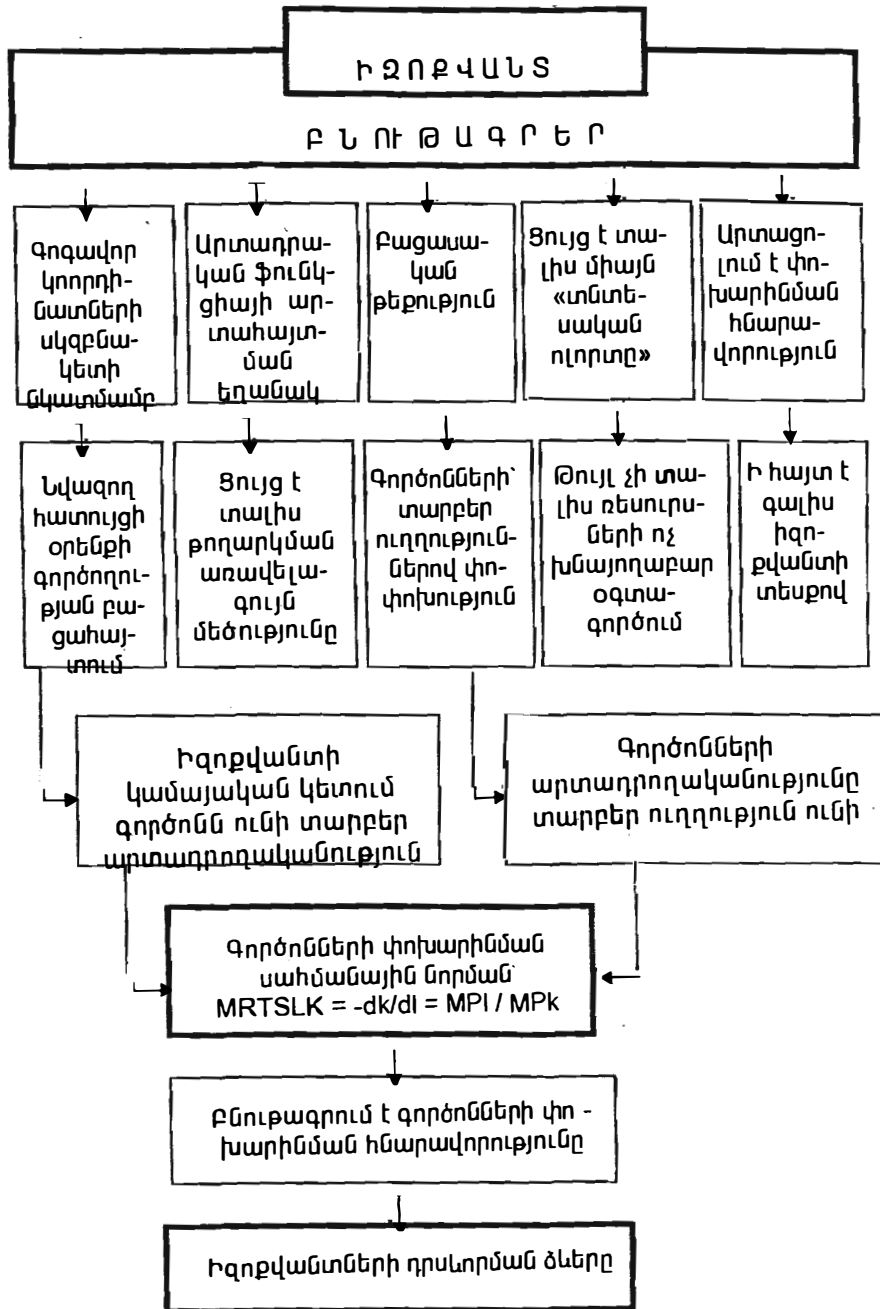 ԻԶՈՔՎԱՆՏ
ԲՆՈՒԹԱԳՐԵՐ
Գոգավոր
կոորդի-
նատների
սկզբնա-
կետի
նկատմամբ
Արտադրա-
կան ֆունկ-
ցիայի ար-
տահայտ-
ման
եղանակ
Բացասա-
կան
թեքություն
Ցույց է տա-
լիս միայն
«տնտե-
սական
ոլորտը»
Արտացո-
լում է փո-
խարինման
հնարա-
վորություն
Նվազող
հատույցի
օրենքի
գործողու-
թյան բա-
ցահայ-
տում
Ցույց է
տալիս
թողարկման
առավելա-
գույն
մեծությունը
Գործոնների՝
տարբեր
ուղղություն-
ներով փո-
փոխություն
Թույլ չի տա-
լիս ռեսուրս-
ների ոչ
խնայողաբար
օգտա-
գործում
Ի հայտ է
գալիս
իզո-
քվանտի
տեսքով
Իզոքվանտի
կամայական կետում
գործոնն ունի տարբեր
արտադրողականություն
Գործոնների
արտադրողականությունը
տարբեր ուղղություն ունի
Գործոնների փոխարինման
սահմանային նորման՝
MRTSLK = -dk/dl = MPl / MPk
Բնութագրում է գործոնների փո -
խարինման հնարավորությունը
Իզոքվանտների դրսևորման ձևերը